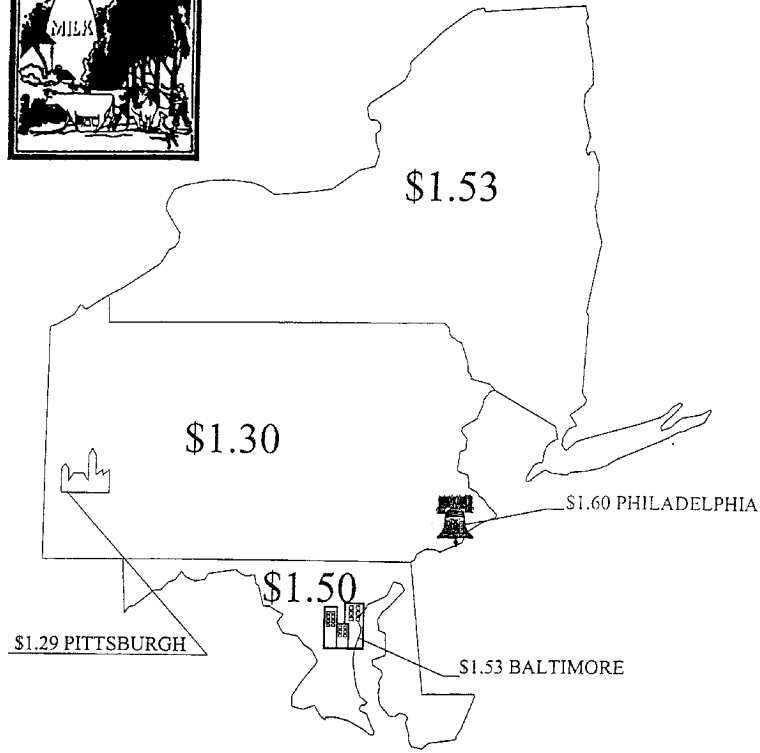 MILK
$1.53
$1.30
$1.60 PHILADELPHIA
$1.50
$1.29 PITTSBURGH
$1.53 BALTIMORE